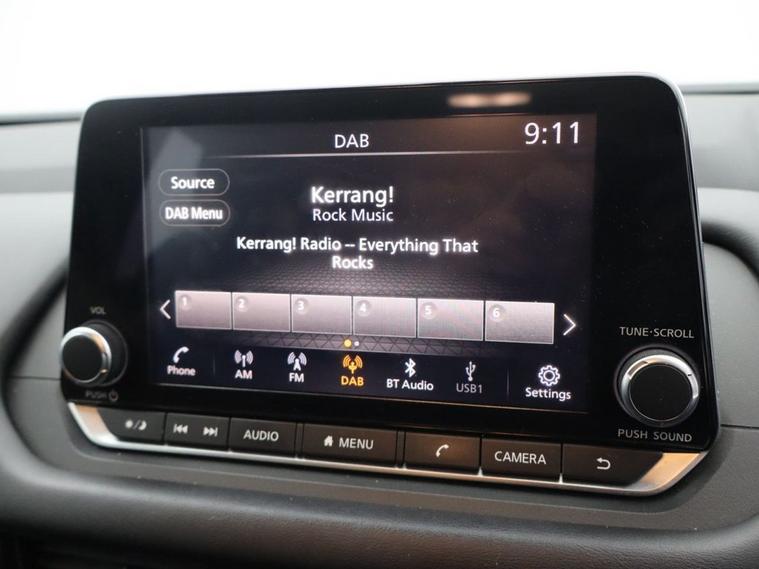 DAB
9:11
Source
Kerrang!
DAB Menu
Rock Music
Kerrang! Radio -- Everything That
Rocks
1 2 3 4 5 6
VOL
TUNE·SCROLL
Phone
AM
FM
DAB
BT Audio
USB1
Settings
PUSH
PUSH SOUND
AUDIO
MENU
CAMERA